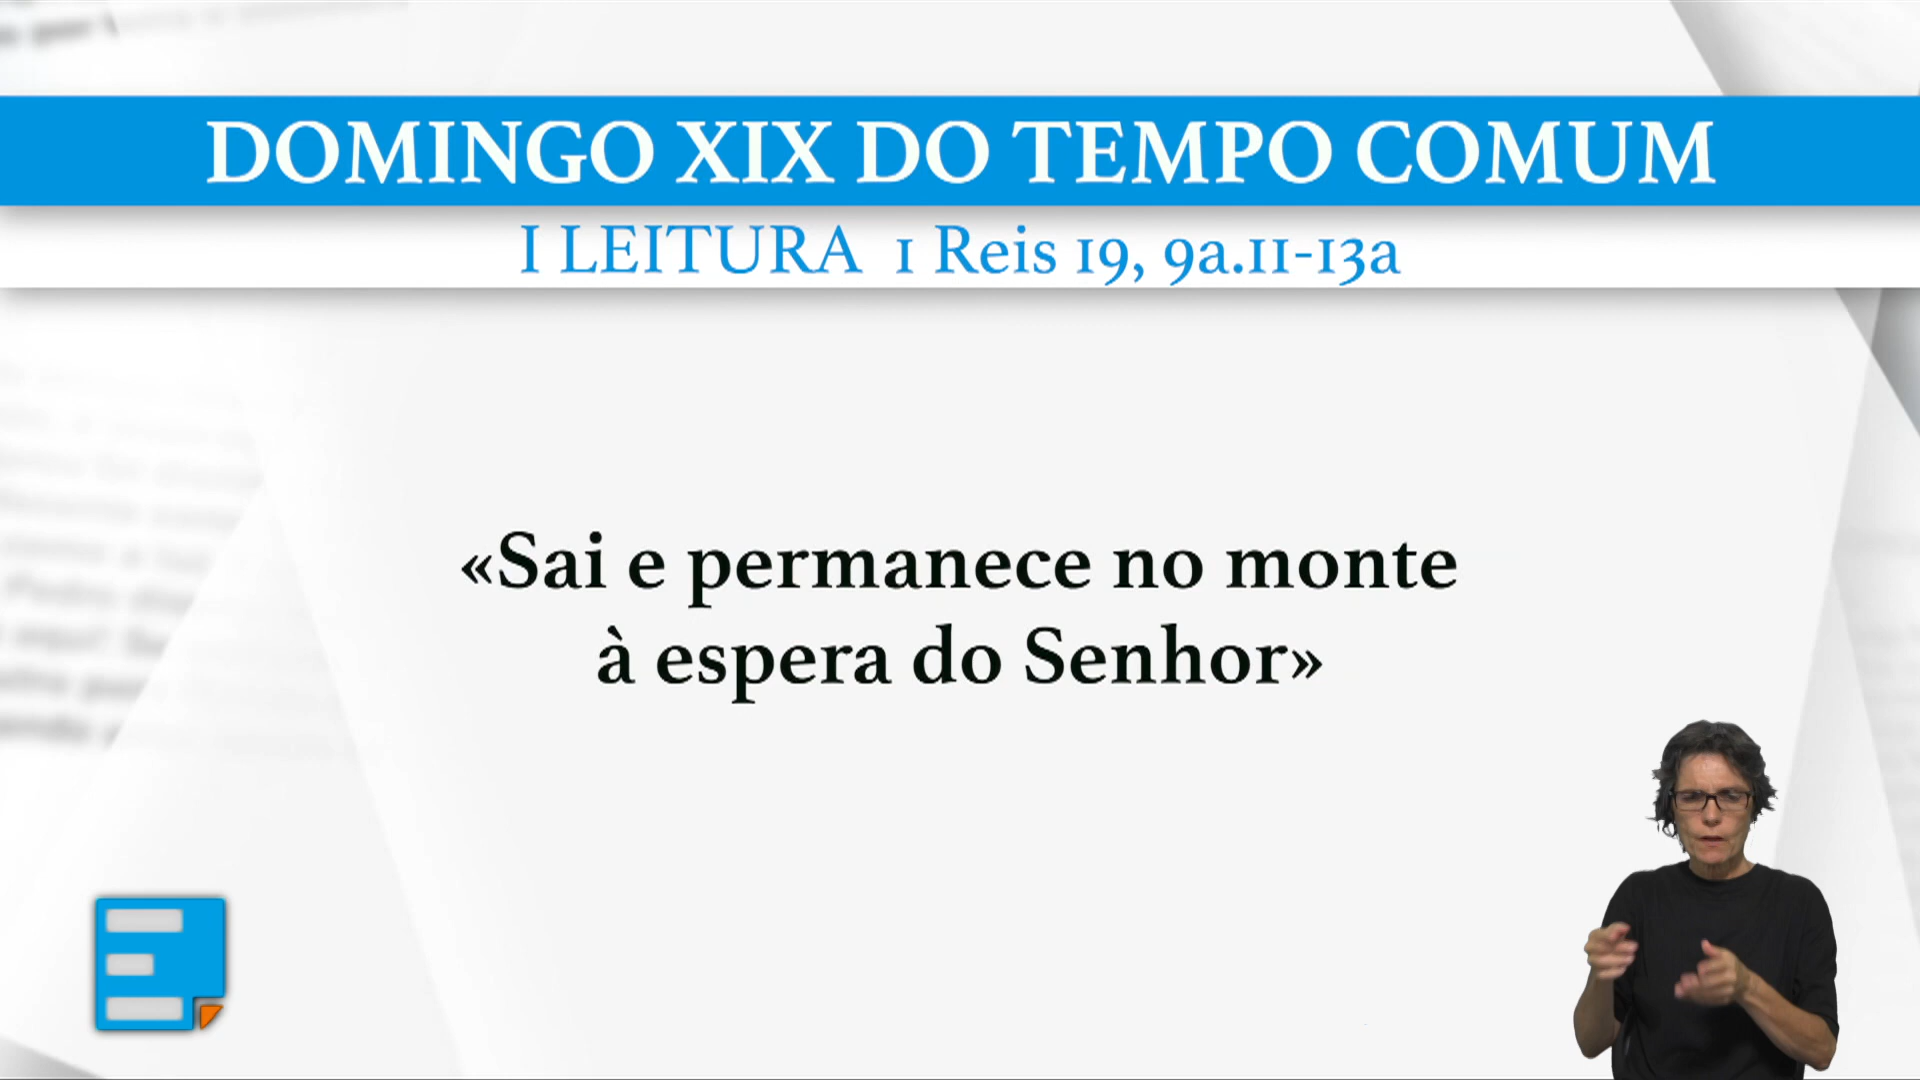 DOMINGO XIX DO TEMPO COMUM
I LEITURA 1 Reis 19, 9a.11-13a
«Sai e permanece no monte
à espera do Senhor»